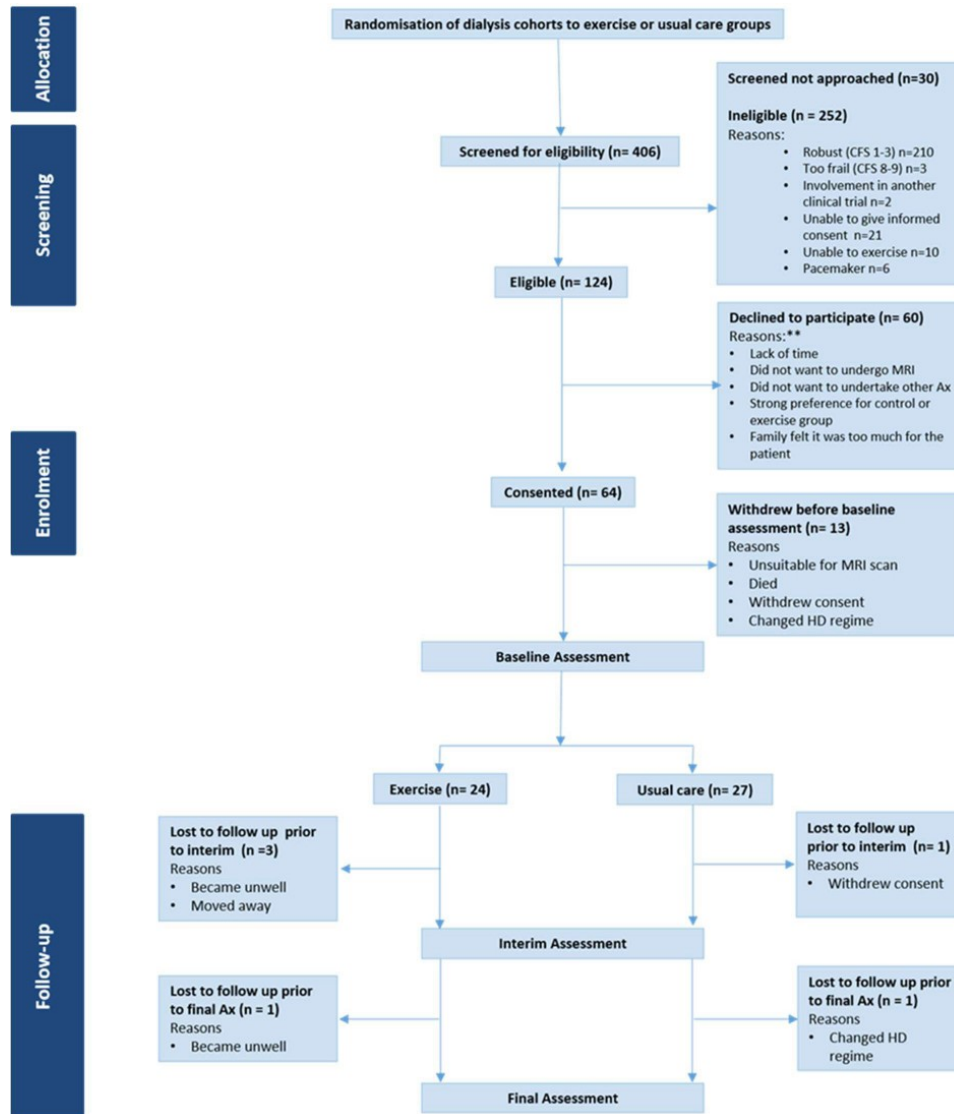 Allocation
Randomisation of dialysis cohorts to exercise or usual care groups
Screened not approached (n=30)
Ineligible (n = 252)
Reasons:
• Robust (CFS 1-3) n=210
• Too frail (CFS 8-9) n=3
• Involvement in another
clinical trial n=2
• Unable to give informed
consent n=21
• Unable to exercise n=10
• Pacemaker n=6
Screening
Screened for eligibility (n= 406)
Eligible (n= 124)
Declined to participate (n= 60)
Reasons:**
• Lack of time
• Did not want to undergo MRI
• Did not want to undertake other Ax
• Strong preference for control or
exercise group
• Family felt it was too much for the
patient
Enrolment
Consented (n= 64)
Withdrew before baseline
assessment (n= 13)
Reasons
• Unsuitable for MRI scan
• Died
• Withdrew consent
• Changed HD regime
Baseline Assessment
Exercise (n= 24)
Usual care (n= 27)
Follow-up
Lost to follow up prior
to interim (n =3)
Reasons
• Became unwell
• Moved away
Lost to follow up
prior to interim (n= 1)
Reasons
• Withdrew consent
Interim Assessment
Lost to follow up prior
to final Ax (n = 1)
Reasons
• Became unwell
Lost to follow up prior
to final Ax (n = 1)
Reasons
• Changed HD
regime
Final Assessment